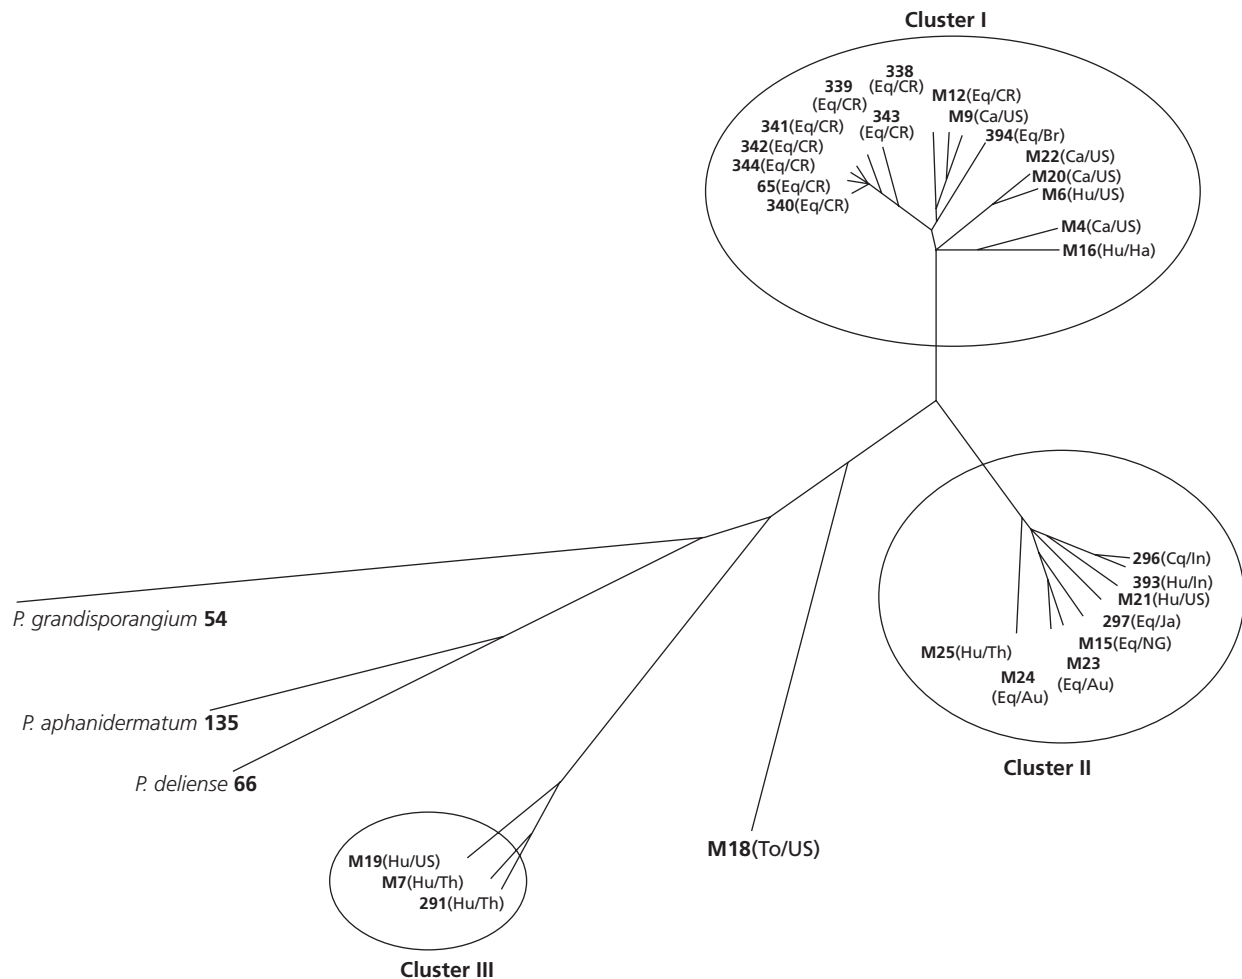 Cluster I
338
(Eq/CR)
339
(Eq/CR)
M12(Eq/CR)
M9(Ca/US)
343
(Eq/CR)
341(Eq/CR)
394(Eq/Br)
342(Eq/CR)
M22(Ca/US)
344(Eq/CR)
M20(Ca/US)
65(Eq/CR)
M6(Hu/US)
340(Eq/CR)
M4(Ca/US)
M16(Hu/Ha)
296(Cq/In)
393(Hu/In)
M21(Hu/US)
297(Eq/Ja)
M15(Eq/NG)
M25(Hu/Th)
M23
(Eq/Au)
M24
(Eq/Au)
Cluster II
P. grandisporangium 54
P. aphanidermatum 135
P. deliense 66
M18(To/US)
M19(Hu/US)
M7(Hu/Th)
291(Hu/Th)
Cluster III